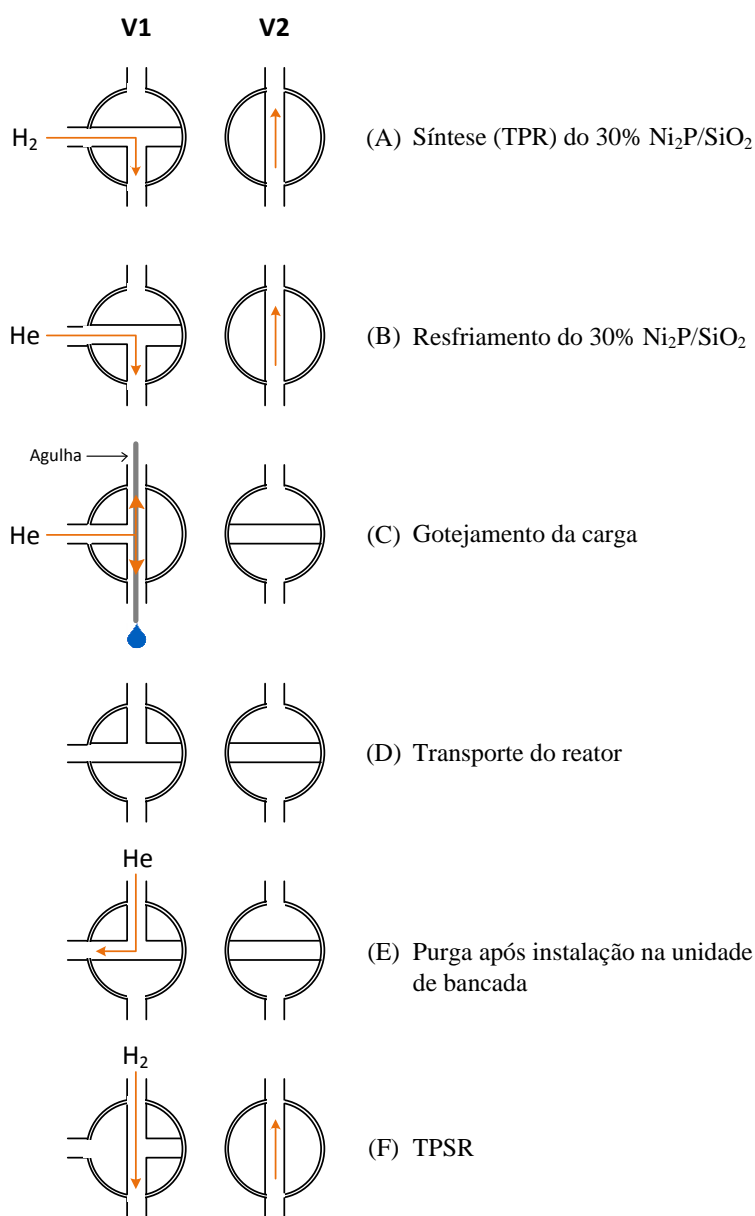 V1 V2
H₂
(A) Síntese (TPR) do 30% Ni₂P/SiO₂
He
(B) Resfriamento do 30% Ni₂P/SiO₂
Agulha
He
(C) Gotejamento da carga
(D) Transporte do reator
He
(E) Purga após instalação na unidade
de bancada
H₂
(F) TPSR